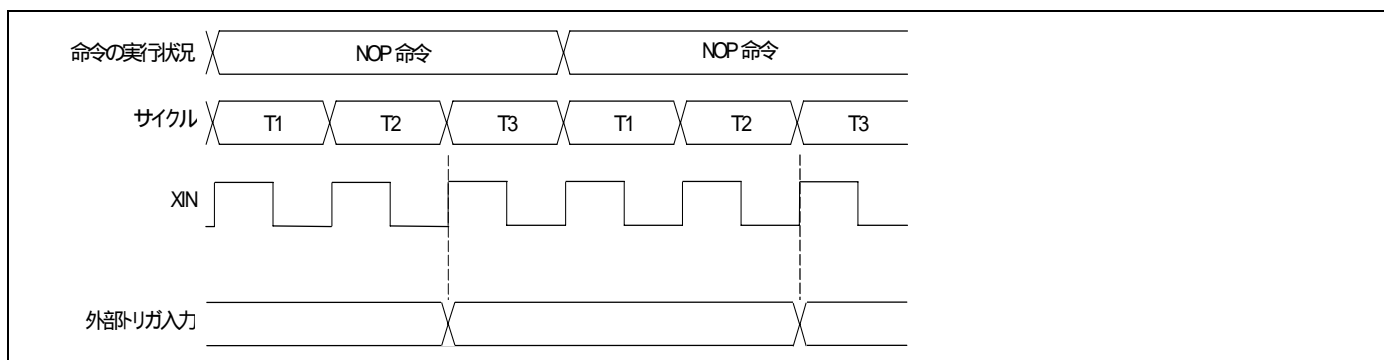 命令の実行状況 NOP 命令 NOP 命令
サイクル T1 T2 T3 T1 T2 T3
XIN
外部トリガ入力